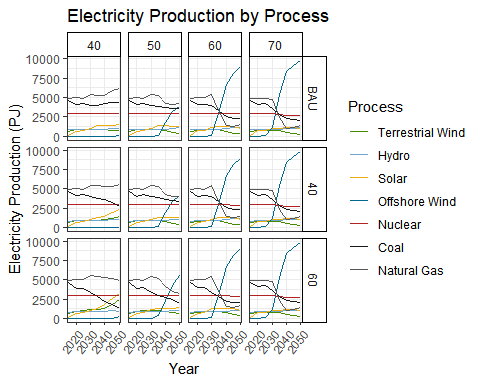 Electricity Production by Process
40 50 60 70
10000
7500
5000
2500
0
BAU
10000
7500
5000
2500
0
40
10000
7500
5000
2500
0
60
2020 2030 2040 2050 2020 2030 2040 2050 2020 2030 2040 2050 2020 2030 2040 2050
Year
Electricity Production (PJ)
Process
Terrestrial Wind
Hydro
Solar
Offshore Wind
Nuclear
Coal
Natural Gas